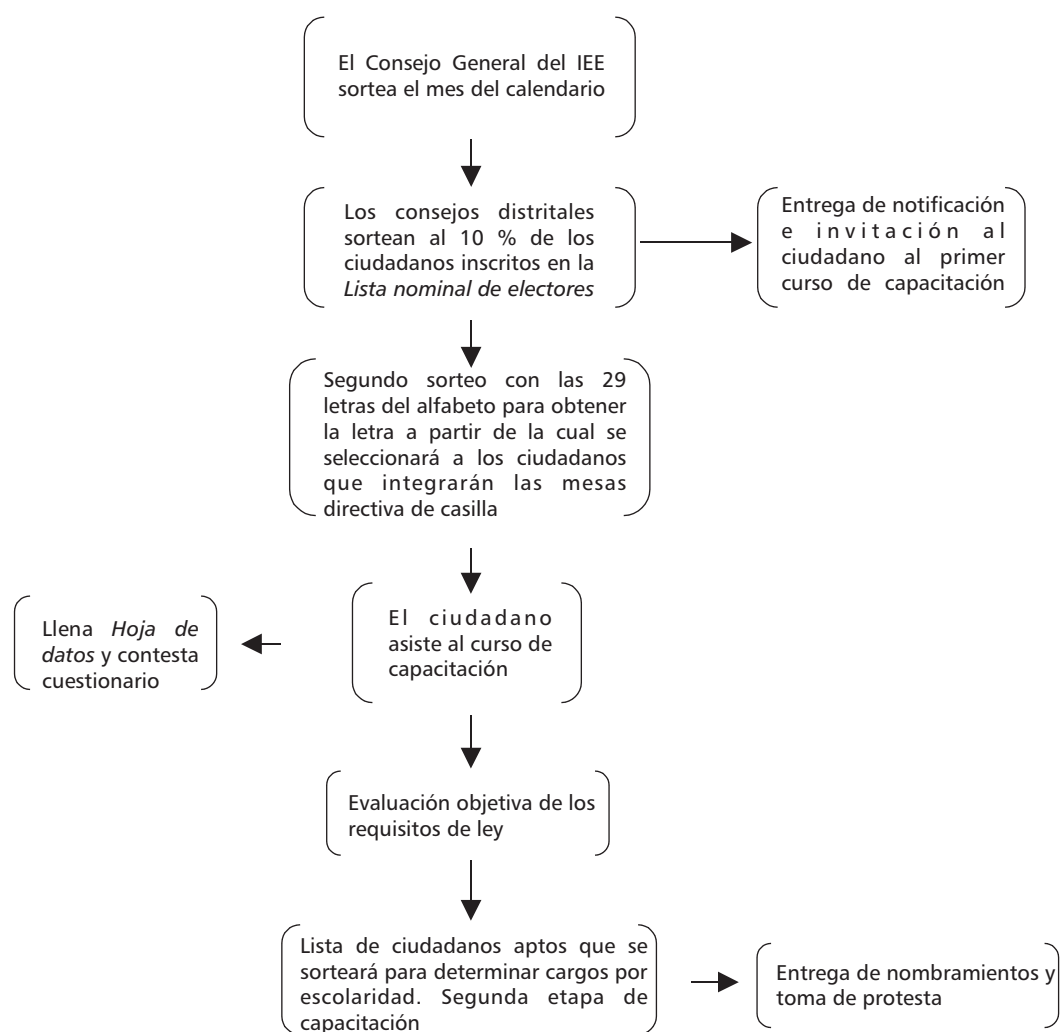 El Consejo General del IEE
sortea el mes del calendario
Los consejos distritales
sortean al 10 % de los
ciudadanos inscritos en la
Lista nominal de electores
Entrega de notificación
e invitación al
ciudadano al primer
curso de capacitación
Segundo sorteo con las 29
letras del alfabeto para obtener
la letra a partir de la cual se
seleccionará a los ciudadanos
que integrarán las mesas
directiva de casilla
El ciudadano
asiste al curso de
capacitación
Llena Hoja de
datos y contesta
cuestionario
Evaluación objetiva de los
requisitos de ley
Lista de ciudadanos aptos que se
sorteará para determinar cargos por
escolaridad. Segunda etapa de
capacitación
Entrega de nombramientos y
toma de protesta